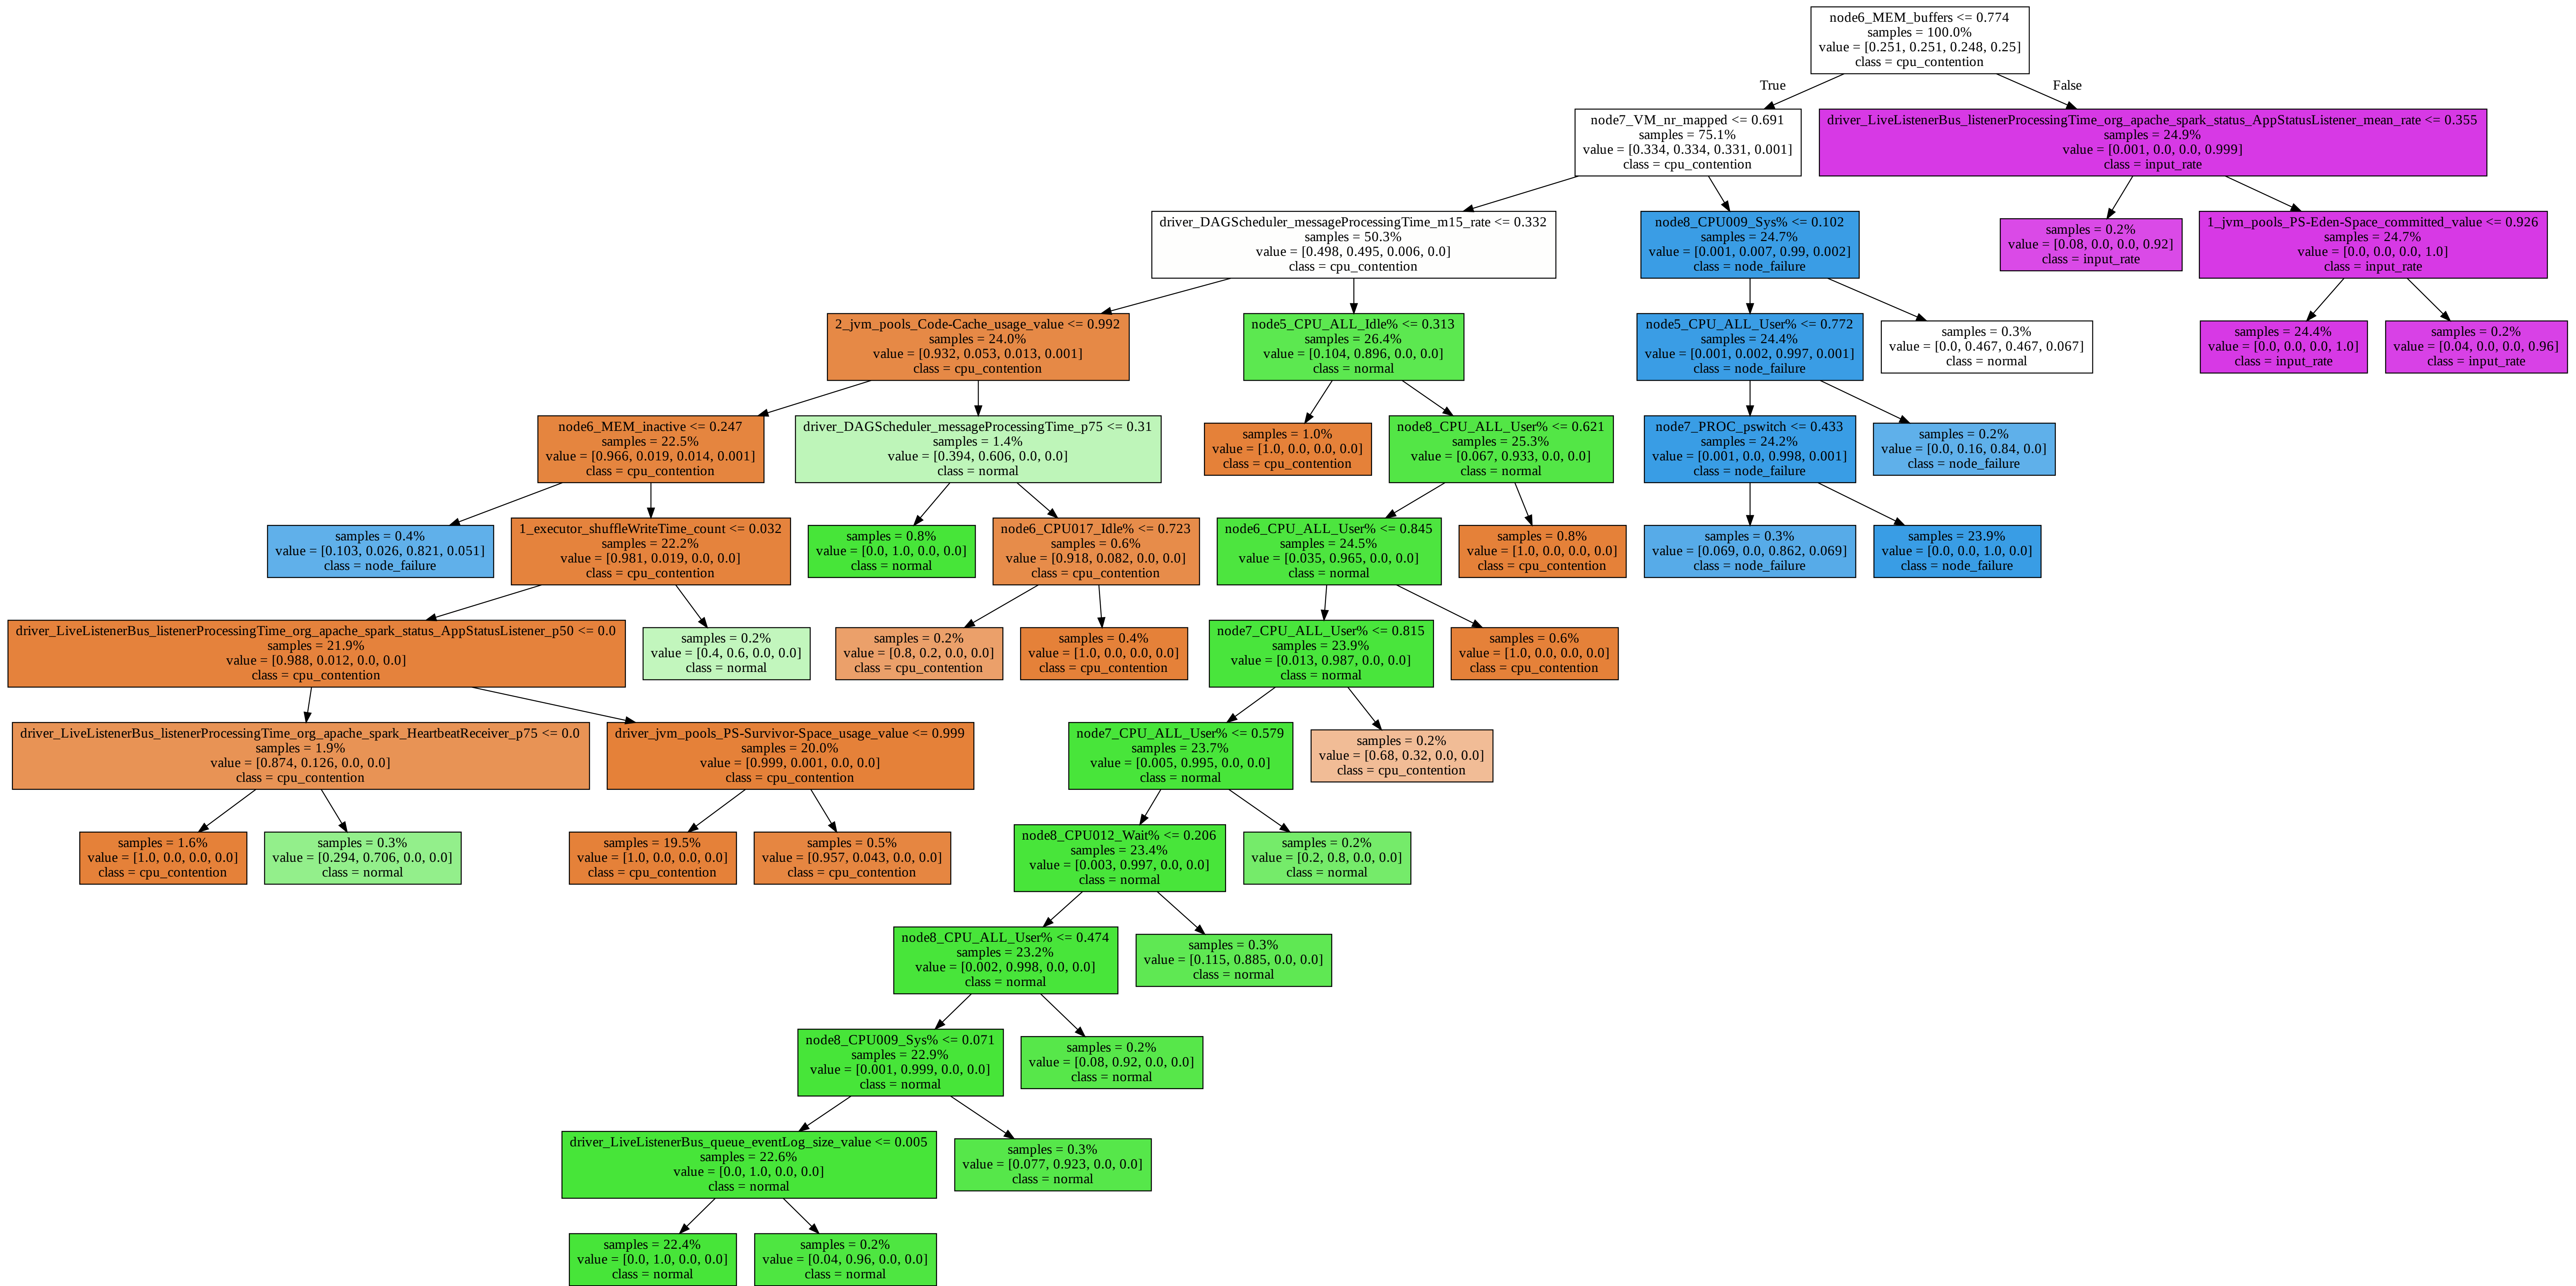 node6_MEM_buffers <= 0.774
samples = 100.0%
value = [0.251, 0.251, 0.248, 0.25]
class = cpu_contention
True
False
node7_VM_nr_mapped <= 0.691
samples = 75.1%
value = [0.334, 0.334, 0.331, 0.001]
class = cpu_contention
driver_LiveListenerBus_listenerProcessingTime_org_apache_spark_status_AppStatusListener_mean_rate <= 0.355
samples = 24.9%
value = [0.001, 0.0, 0.0, 0.999]
class = input_rate
driver_DAGScheduler_messageProcessingTime_m15_rate <= 0.332
samples = 50.3%
value = [0.498, 0.495, 0.006, 0.0]
class = cpu_contention
node8_CPU009_Sys% <= 0.102
samples = 24.7%
value = [0.001, 0.007, 0.99, 0.002]
class = node_failure
samples = 0.2%
value = [0.08, 0.0, 0.0, 0.92]
class = input_rate
1_jvm_pools_PS-Eden-Space_committed_value <= 0.926
samples = 24.7%
value = [0.0, 0.0, 0.0, 1.0]
class = input_rate
2_jvm_pools_Code-Cache_usage_value <= 0.992
samples = 24.0%
value = [0.932, 0.053, 0.013, 0.001]
class = cpu_contention
node5_CPU_ALL_Idle% <= 0.313
samples = 26.4%
value = [0.104, 0.896, 0.0, 0.0]
class = normal
node5_CPU_ALL_User% <= 0.772
samples = 24.4%
value = [0.001, 0.002, 0.997, 0.001]
class = node_failure
samples = 0.3%
value = [0.0, 0.467, 0.467, 0.067]
class = normal
samples = 24.4%
value = [0.0, 0.0, 0.0, 1.0]
class = input_rate
samples = 0.2%
value = [0.04, 0.0, 0.0, 0.96]
class = input_rate
node6_MEM_inactive <= 0.247
samples = 22.5%
value = [0.966, 0.019, 0.014, 0.001]
class = cpu_contention
driver_DAGScheduler_messageProcessingTime_p75 <= 0.31
samples = 1.4%
value = [0.394, 0.606, 0.0, 0.0]
class = normal
samples = 1.0%
value = [1.0, 0.0, 0.0, 0.0]
class = cpu_contention
node8_CPU_ALL_User% <= 0.621
samples = 25.3%
value = [0.067, 0.933, 0.0, 0.0]
class = normal
node7_PROC_pswitch <= 0.433
samples = 24.2%
value = [0.001, 0.0, 0.998, 0.001]
class = node_failure
samples = 0.2%
value = [0.0, 0.16, 0.84, 0.0]
class = node_failure
samples = 0.4%
value = [0.103, 0.026, 0.821, 0.051]
class = node_failure
1_executor_shuffleWriteTime_count <= 0.032
samples = 22.2%
value = [0.981, 0.019, 0.0, 0.0]
class = cpu_contention
samples = 0.8%
value = [0.0, 1.0, 0.0, 0.0]
class = normal
node6_CPU017_Idle% <= 0.723
samples = 0.6%
value = [0.918, 0.082, 0.0, 0.0]
class = cpu_contention
node6_CPU_ALL_User% <= 0.845
samples = 24.5%
value = [0.035, 0.965, 0.0, 0.0]
class = normal
samples = 0.8%
value = [1.0, 0.0, 0.0, 0.0]
class = cpu_contention
samples = 0.3%
value = [0.069, 0.0, 0.862, 0.069]
class = node_failure
samples = 23.9%
value = [0.0, 0.0, 1.0, 0.0]
class = node_failure
driver_LiveListenerBus_listenerProcessingTime_org_apache_spark_status_AppStatusListener_p50 <= 0.0
samples = 21.9%
value = [0.988, 0.012, 0.0, 0.0]
class = cpu_contention
samples = 0.2%
value = [0.4, 0.6, 0.0, 0.0]
class = normal
samples = 0.2%
value = [0.8, 0.2, 0.0, 0.0]
class = cpu_contention
samples = 0.4%
value = [1.0, 0.0, 0.0, 0.0]
class = cpu_contention
node7_CPU_ALL_User% <= 0.815
samples = 23.9%
value = [0.013, 0.987, 0.0, 0.0]
class = normal
samples = 0.6%
value = [1.0, 0.0, 0.0, 0.0]
class = cpu_contention
driver_LiveListenerBus_listenerProcessingTime_org_apache_spark_HeartbeatReceiver_p75 <= 0.0
samples = 1.9%
value = [0.874, 0.126, 0.0, 0.0]
class = cpu_contention
driver_jvm_pools_PS-Survivor-Space_usage_value <= 0.999
samples = 20.0%
value = [0.999, 0.001, 0.0, 0.0]
class = cpu_contention
node7_CPU_ALL_User% <= 0.579
samples = 23.7%
value = [0.005, 0.995, 0.0, 0.0]
class = normal
samples = 0.2%
value = [0.68, 0.32, 0.0, 0.0]
class = cpu_contention
samples = 1.6%
value = [1.0, 0.0, 0.0, 0.0]
class = cpu_contention
samples = 0.3%
value = [0.294, 0.706, 0.0, 0.0]
class = normal
samples = 19.5%
value = [1.0, 0.0, 0.0, 0.0]
class = cpu_contention
samples = 0.5%
value = [0.957, 0.043, 0.0, 0.0]
class = cpu_contention
node8_CPU012_Wait% <= 0.206
samples = 23.4%
value = [0.003, 0.997, 0.0, 0.0]
class = normal
samples = 0.2%
value = [0.2, 0.8, 0.0, 0.0]
class = normal
node8_CPU_ALL_User% <= 0.474
samples = 23.2%
value = [0.002, 0.998, 0.0, 0.0]
class = normal
samples = 0.3%
value = [0.115, 0.885, 0.0, 0.0]
class = normal
node8_CPU009_Sys% <= 0.071
samples = 22.9%
value = [0.001, 0.999, 0.0, 0.0]
class = normal
samples = 0.2%
value = [0.08, 0.92, 0.0, 0.0]
class = normal
driver_LiveListenerBus_queue_eventLog_size_value <= 0.005
samples = 22.6%
value = [0.0, 1.0, 0.0, 0.0]
class = normal
samples = 0.3%
value = [0.077, 0.923, 0.0, 0.0]
class = normal
samples = 22.4%
value = [0.0, 1.0, 0.0, 0.0]
class = normal
samples = 0.2%
value = [0.04, 0.96, 0.0, 0.0]
class = normal